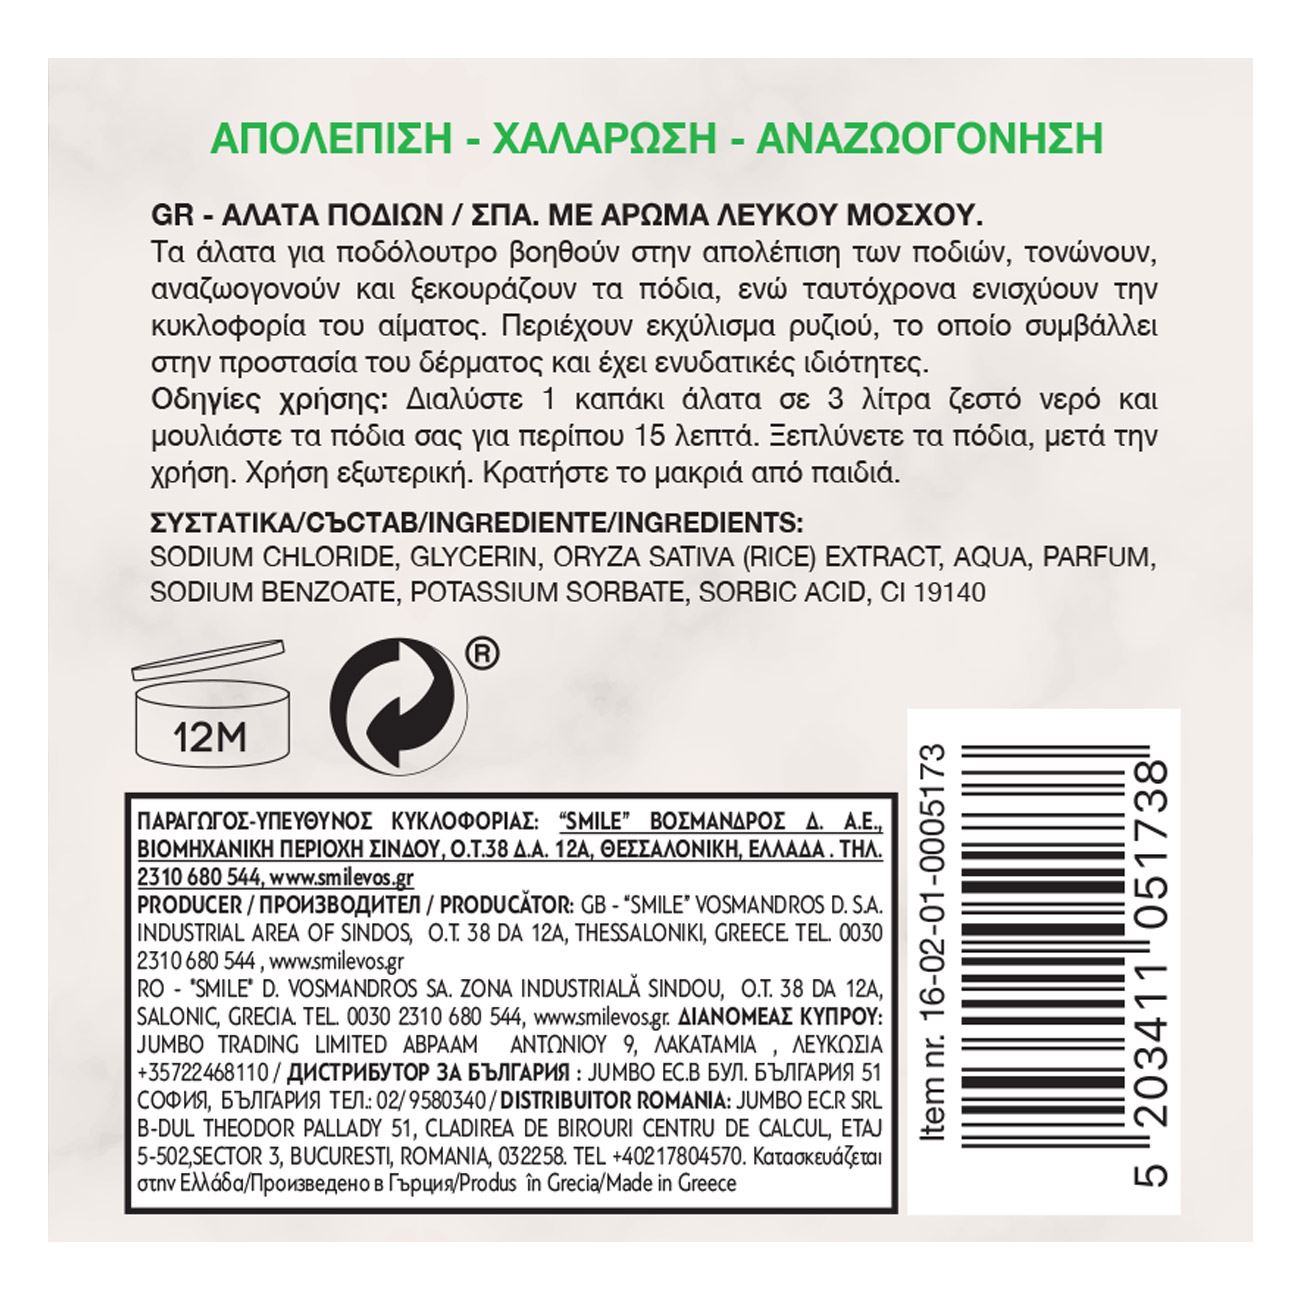 ΑΠΟΛΕΠΙΣΗ - ΧΑΛΑΡΩΣΗ - ΑΝΑΖΩΟΓΟΝΗΣΗ
GR - ΑΛΑΤΑ ΠΟΔΙΩΝ / ΣΠΑ. ΜΕ ΑΡΩΜΑ ΛΕΥΚΟΥ ΜΟΣΧΟΥ.
Τα άλατα για ποδόλουτρο βοηθούν στην απολέπιση των ποδιών, τονώνουν,
αναζωογονούν και ξεκουράζουν τα πόδια, ενώ ταυτόχρονα ενισχύουν την
κυκλοφορία του αίματος. Περιέχουν εκχύλισμα ρυζιού, το οποίο συμβάλλει
στην προστασία του δέρματος και έχει ενυδατικές ιδιότητες.
Οδηγίες χρήσης: Διαλύστε 1 καπάκι άλατα σε 3 λίτρα ζεστό νερό και
μουλιάστε τα πόδια σας για περίπου 15 λεπτά. Ξεπλύνετε τα πόδια, μετά την
χρήση. Χρήση εξωτερική. Κρατήστε το μακριά από παιδιά.
ΣΥΣΤΑΤΙΚΑ/СЪСТАВ/INGREDIENTE/INGREDIENTS:
SODIUM CHLORIDE, GLYCERIN, ORYZA SATIVA (RICE) EXTRACT, AQUA, PARFUM,
SODIUM BENZOATE, POTASSIUM SORBATE, SORBIC ACID, CI 19140
12M
®
ΠΑΡΑΓΩΓΟΣ-ΥΠΕΥΘΥΝΟΣ ΚΥΚΛΟΦΟΡΙΑΣ: “SMILE” ΒΟΣΜΑΝΔΡΟΣ Δ. Α.Ε.,
ΒΙΟΜΗΧΑΝΙΚΗ ΠΕΡΙΟΧΗ ΣΙΝΔΟΥ, Ο.Τ.38 Δ.Α. 12Α, ΘΕΣΣΑΛΟΝΙΚΗ, ΕΛΛΑΔΑ . ΤΗΛ.
2310 680 544, www.smilevos.gr
PRODUCER / ПРОИЗВОДИТЕЛ / PRODUCĂTOR: GB - “SMILE” VOSMANDROS D. S.A.
INDUSTRIAL AREA OF SINDOS, O.T. 38 DA 12A, THESSALONIKI, GREECE. TEL. 0030
2310 680 544 , www.smilevos.gr
RO - "SMILE" D. VOSMANDROS SA. ZONA INDUSTRIALĂ SINDOU, O.T. 38 DA 12A,
SALONIC, GRECIA. TEL. 0030 2310 680 544, www.smilevos.gr. ΔΙΑΝΟΜΕΑΣ ΚΥΠΡΟΥ:
JUMBO TRADING LIMITED ΑΒΡΑΑΜ ΑΝΤΩΝΙΟΥ 9, ΛΑΚΑΤΑΜΙΑ , ΛΕΥΚΩΣΙΑ
+35722468110 / ДИСТРИБУТОР ЗА БЪЛГАРИЯ : JUMBO EC.B БУЛ. БЪЛГАРИЯ 51
СОФИЯ, БЪЛГАРИЯ ТЕЛ.: 02/ 9580340 / DISTRIBUITOR ROMANIA: JUMBO EC.R SRL
B-DUL THEODOR PALLADY 51, CLADIREA DE BIROURI CENTRU DE CALCUL, ETAJ
5-502,SECTOR 3, BUCURESTI, ROMANIA, 032258. TEL +40217804570. Κατασκευάζεται
στην Ελλάδα/Произведено в Гърция/Produs în Grecia/Made in Greece
Item nr. 16-02-01-0005173
5 203411 051738